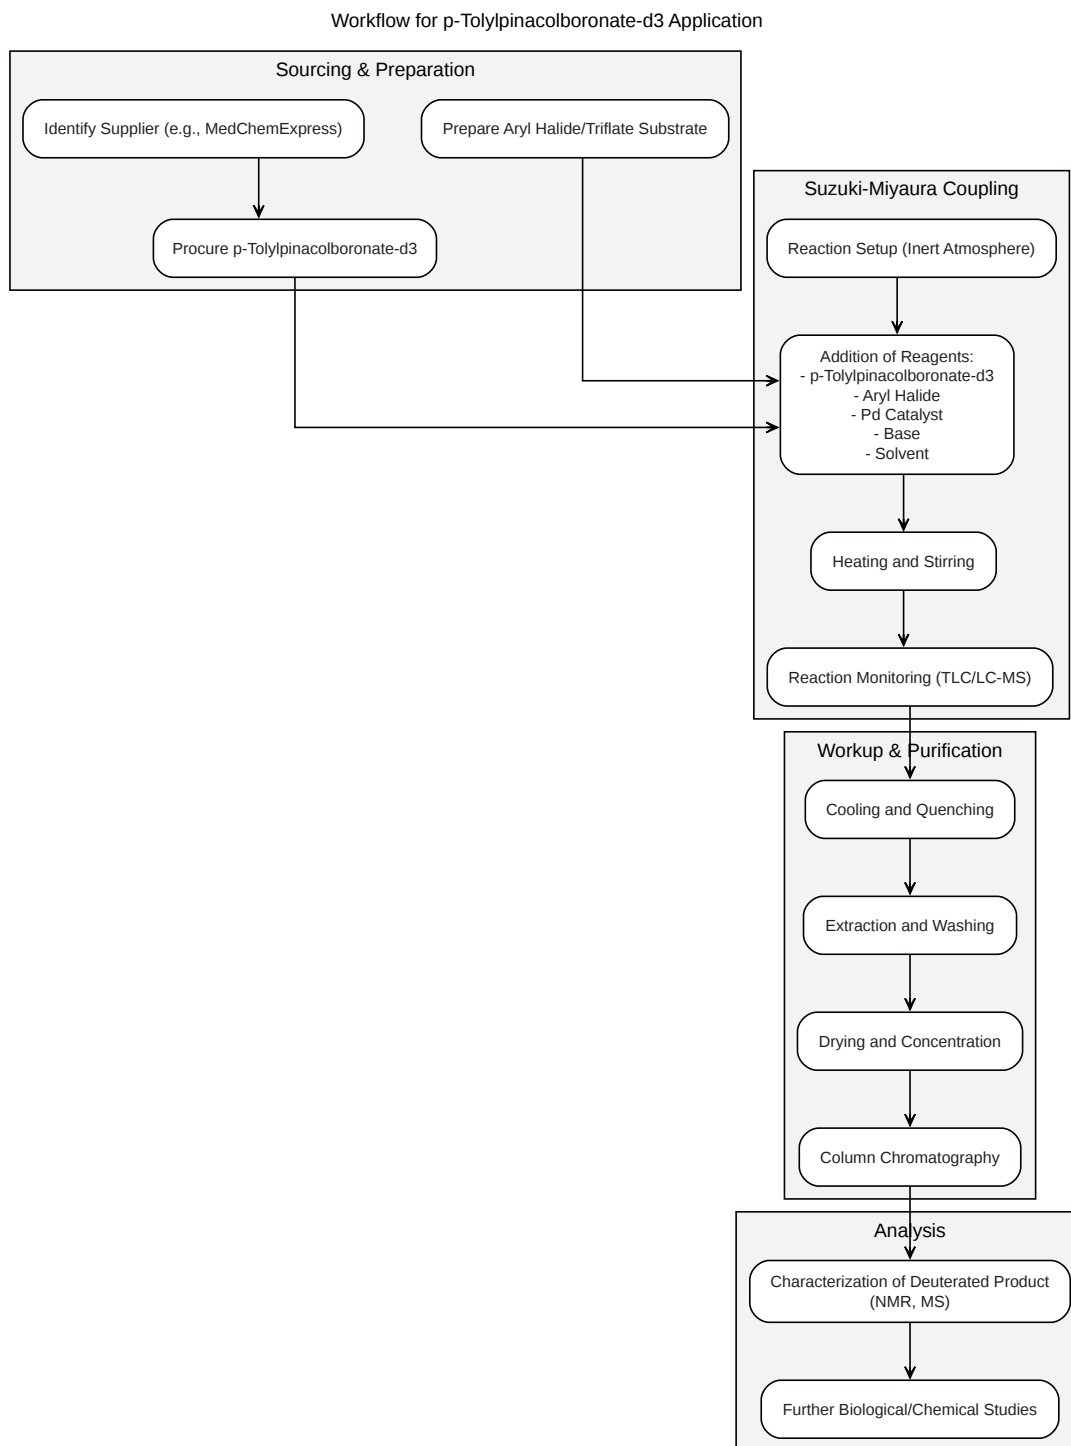 Workflow for p-Tolylpinacolboronate-d3 Application
Sourcing & Preparation
Identify Supplier (e.g., MedChemExpress)
Prepare Aryl Halide/Triflate Substrate
Procure p-Tolylpinacolboronate-d3
Suzuki-Miyaura Coupling
Reaction Setup (Inert Atmosphere)
Addition of Reagents:
- p-Tolylpinacolboronate-d3
- Aryl Halide
- Pd Catalyst
- Base
- Solvent
Heating and Stirring
Reaction Monitoring (TLC/LC-MS)
Workup & Purification
Cooling and Quenching
Extraction and Washing
Drying and Concentration
Column Chromatography
Analysis
Characterization of Deuterated Product
(NMR, MS)
Further Biological/Chemical Studies